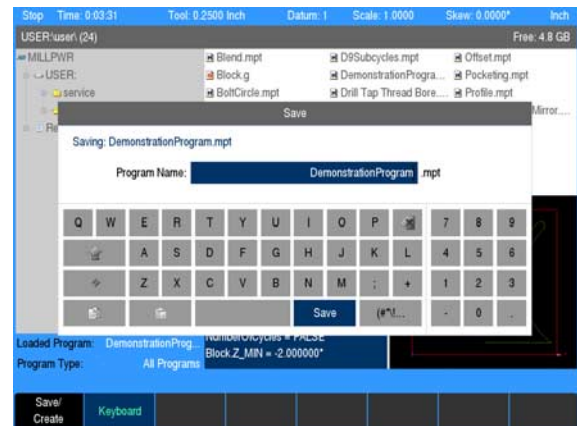 Stop Time: 0:03:31 Tool: 0.2500 Inch Datum: 1 Scale: 1.0000 Skew: 0.0000° Inch
USER:\user\ (24) Free: 4.8 GB
MILLPWR Blend.mpt D9Subcycles.mpt Offset.mpt
USER: Block.g DemonstrationProgra... Pocketing.mpt
service BoltCircle.mpt Drill Tap Thread Bore.... Profile.mpt
Mirror....
Re
Save
Saving: DemonstrationProgram.mpt
Program Name: DemonstrationProgram .mpt
Q W E R T Y U I O P 7 8 9
A S D F G H J K L 4 5 6
Z X C V B N M ; + 1 2 3
Save (#*\!... - 0 .
Loaded Program: DemonstrationProg... NumberOfCycles = FALSE
Block.Z_MIN = -2.000000"
Program Type: All Programs
Save/
Create
Keyboard